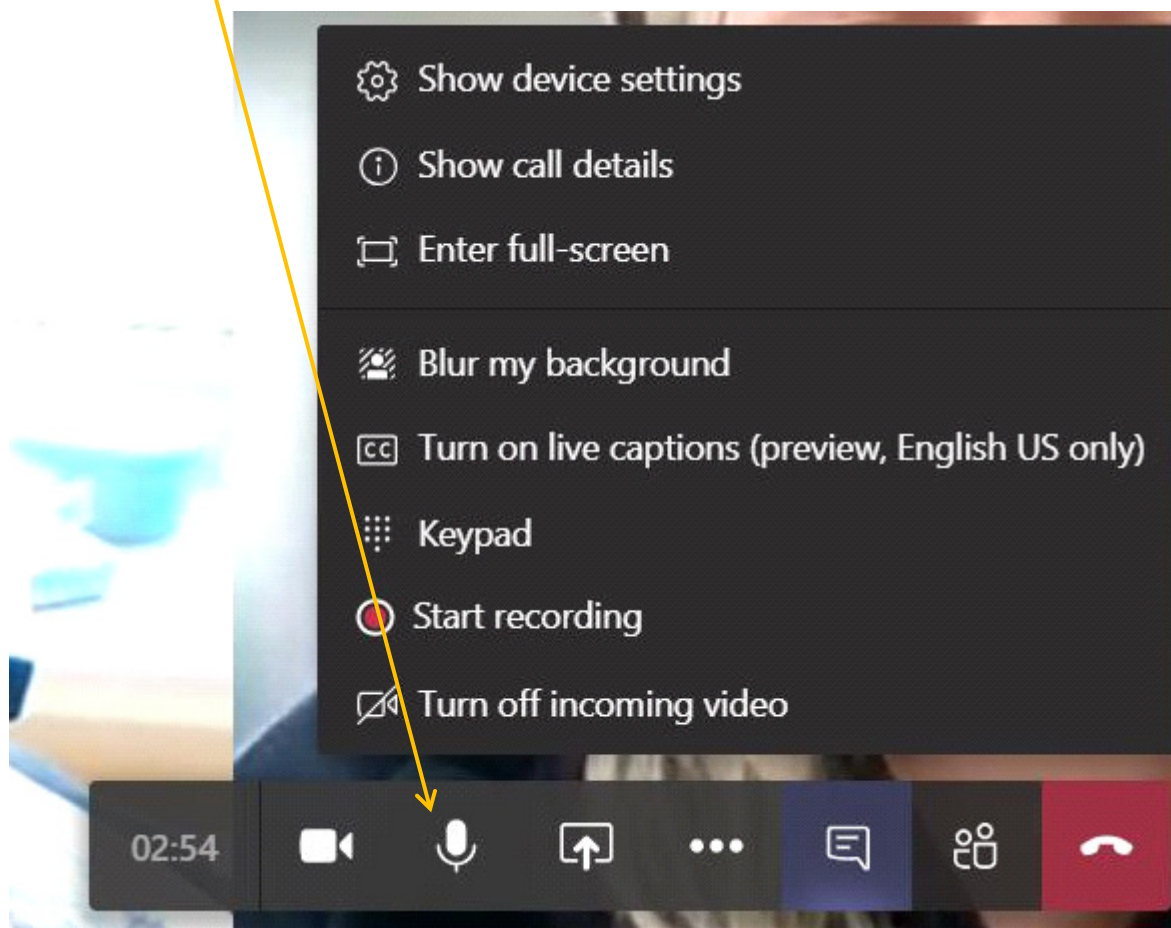 Show device settings
Show call details
Enter full-screen
Blur my background
CC Turn on live captions (preview, English US only)
Keypad
Start recording
Turn off incoming video
02:54